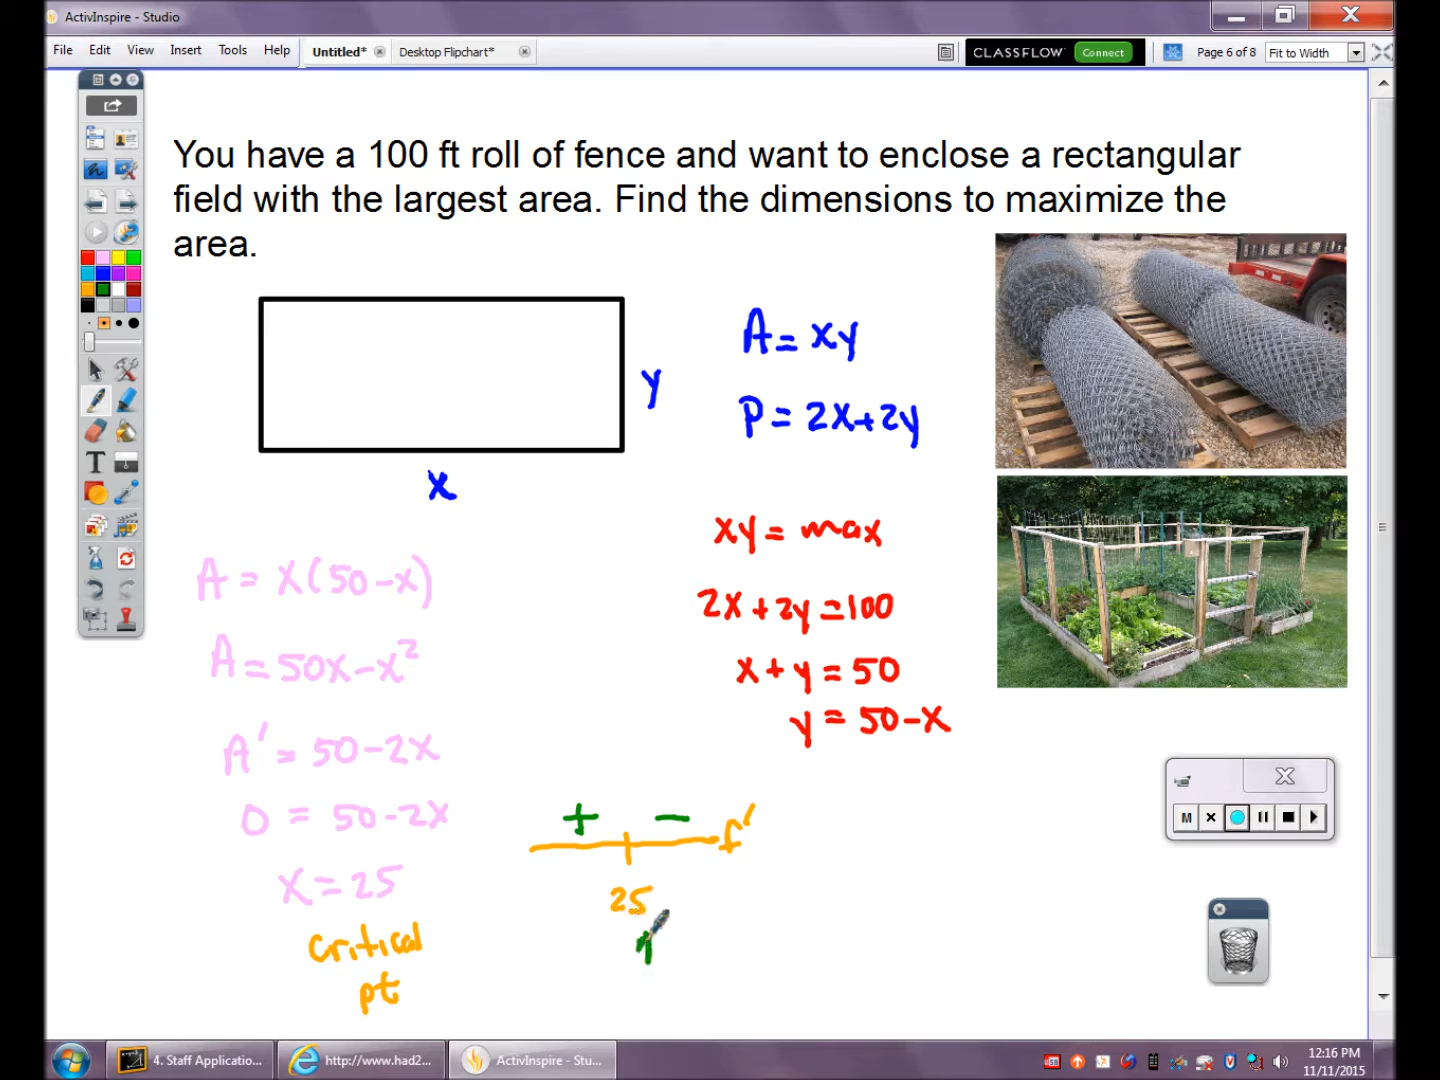 ActivInspire - Studio
File Edit View Insert Tools Help Untitled* Desktop Flipchart* CLASSFLOW Connect Page 6 of 8 Fit to Width
You have a 100 ft roll of fence and want to enclose a rectangular
field with the largest area. Find the dimensions to maximize the
area.
A = xy
y
P = 2x+2y
x
xy = max
A = x(50-x)
2x+2y=100
A = 50x-x²
x+y=50
y = 50-x
A' = 50-2x
0 = 50-2x
+ -
f'
x=25
25
critical
pt
M
4. Staff Applicatio... http://www.had2... ActivInspire - Stu...
12:16 PM
11/11/2015